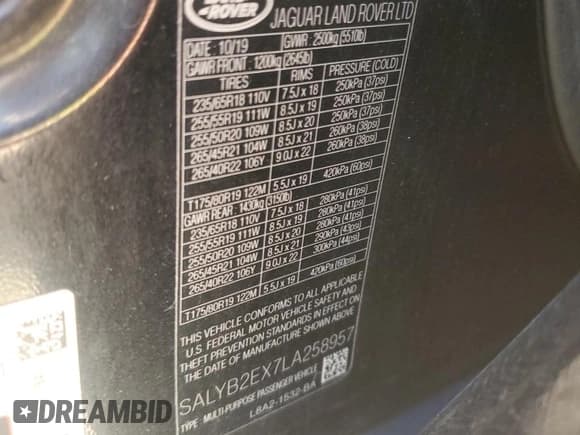 ROVER
JAGUAR LAND ROVER LTD
DATE : 10/19 GVWR : 2500kg (5510lb)
GAWR FRONT : 1200kg (2645lb)
TIRES RIMS PRESSURE (COLD)
235/65R18 110V 7.5J x 18 250kPa (37psi)
255/55R19 111W 8.5J x 19 250kPa (37psi)
255/50R20 109W 8.5J x 20 250kPa (37psi)
265/45R21 104W 8.5J x 21 260kPa (38psi)
265/40R22 106Y 9.0J x 22 260kPa (38psi)
T175/80R19 122M 5.5J x 19 420kPa (60psi)
GAWR REAR : 1430kg (3150lb)
235/65R18 110V 7.5J x 18 280kPa (41psi)
255/55R19 111W 8.5J x 19 280kPa (41psi)
255/50R20 109W 8.5J x 20 280kPa (41psi)
265/45R21 104W 8.5J x 21 290kPa (43psi)
265/40R22 106Y 9.0J x 22 300kPa (44psi)
T175/80R19 122M 5.5J x 19 420kPa (60psi)
THIS VEHICLE CONFORMS TO ALL APPLICABLE
U.S. FEDERAL MOTOR VEHICLE SAFETY AND
THEFT PREVENTION STANDARDS IN EFFECT ON
THE DATE OF MANUFACTURE SHOWN ABOVE
SALYB2EX7LA258957
TYPE: MULTI-PURPOSE PASSENGER VEHICLE
L8A2-1532-BA
DREAMBID